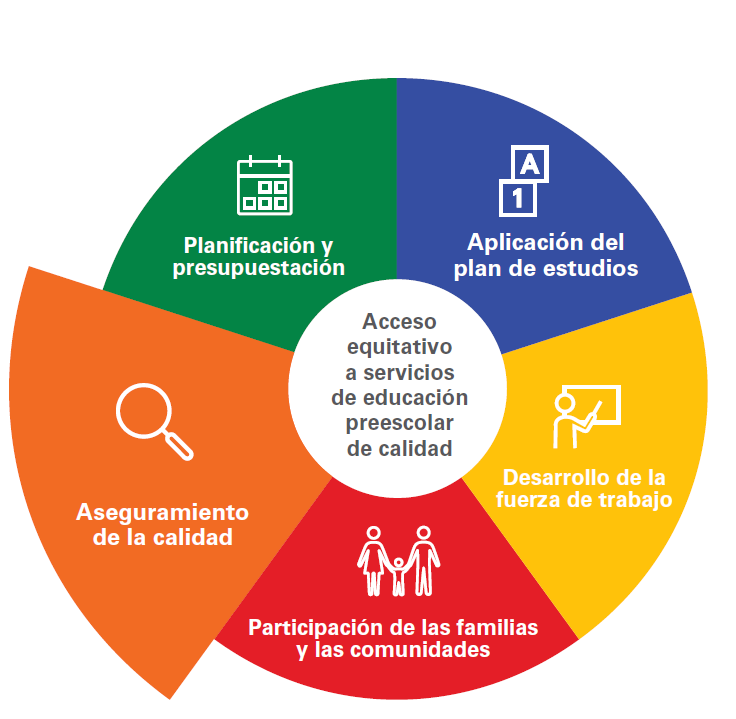 Planificación y
presupuestación
A
1
Aplicación del
plan de estudios
Acceso
equitativo
a servicios
de educación
preescolar
de calidad
Desarrollo de la
fuerza de trabajo
Aseguramiento
de la calidad
Participación de las familias
y las comunidades